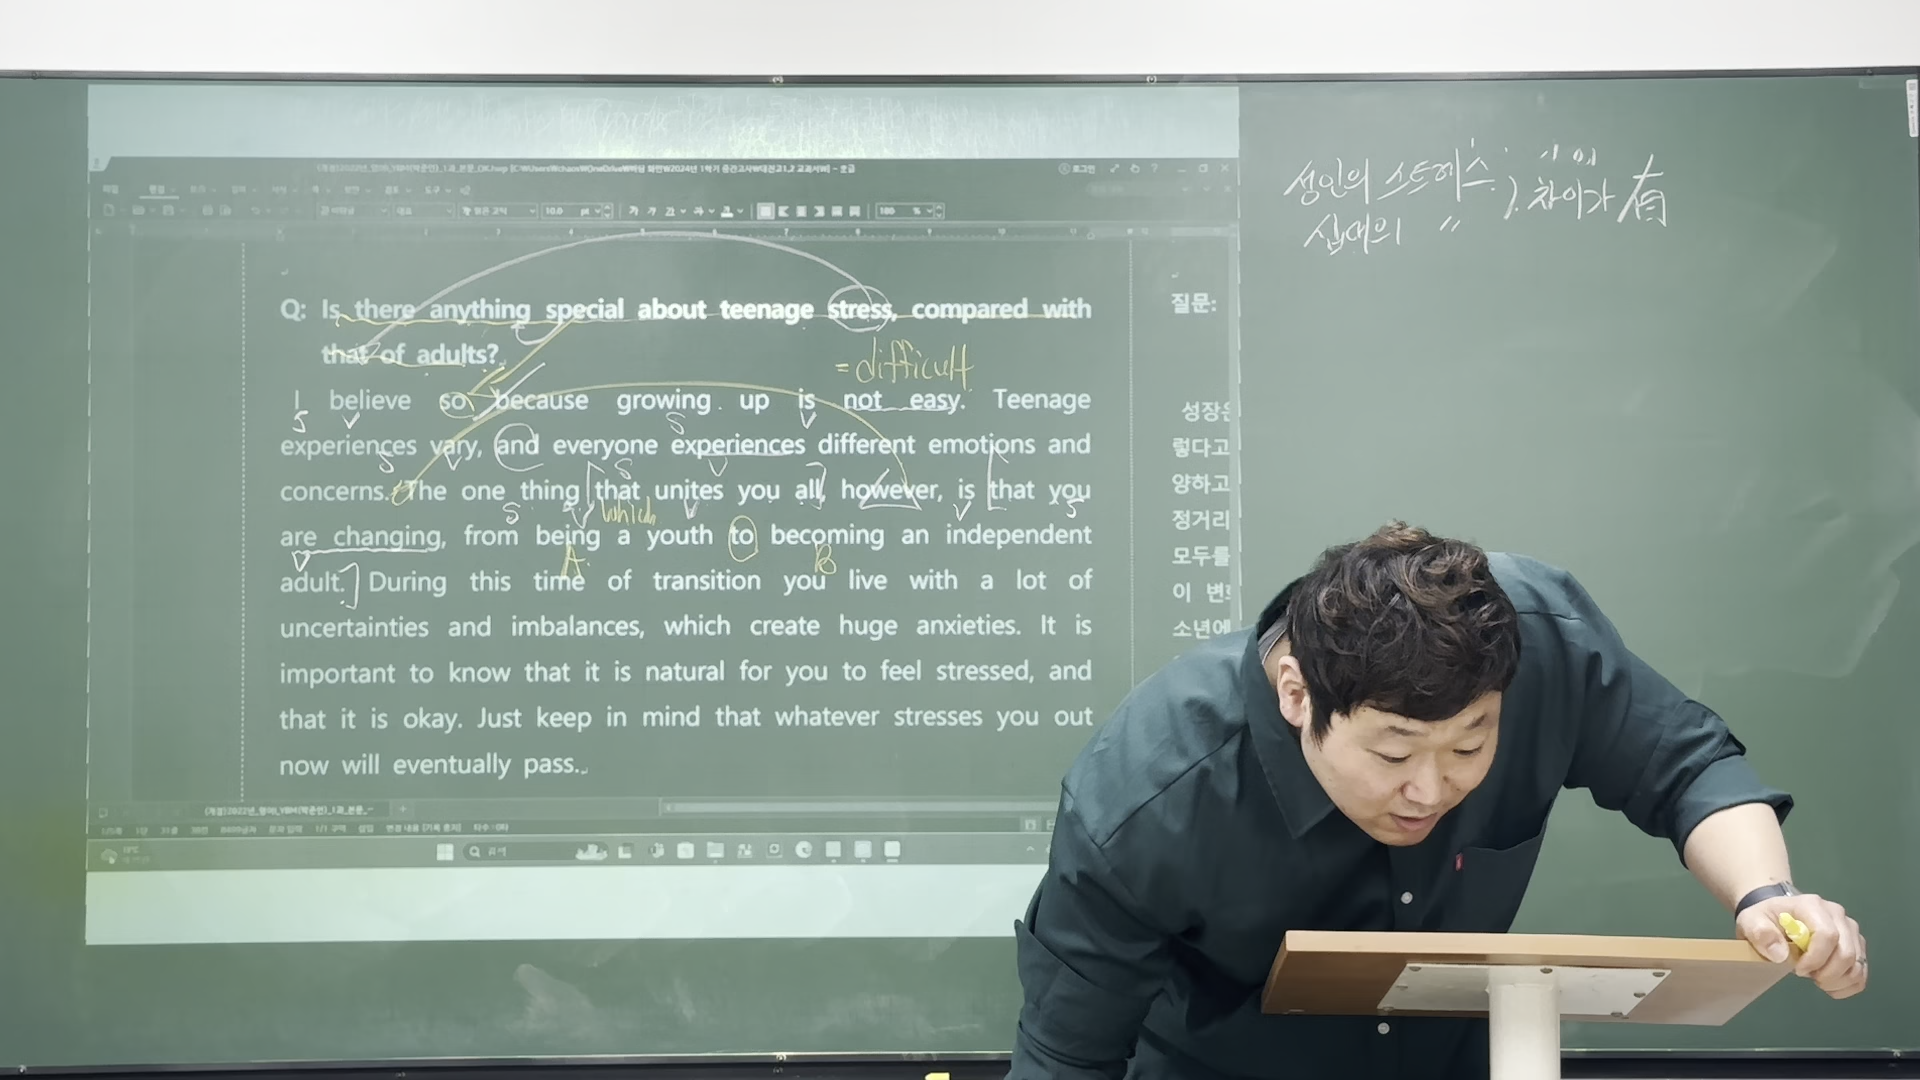 성인의 스트레스
십대의 〃
차이가 有
Q: Is there anything special about teenage stress, compared with
that of adults?
= difficult
I believe so because growing up is not easy. Teenage
experiences vary, and everyone experiences different emotions and
concerns. The one thing that unites you all, however, is that you
which
are changing, from being a youth to becoming an independent
A B
adult. During this time of transition you live with a lot of
uncertainties and imbalances, which create huge anxieties. It is
important to know that it is natural for you to feel stressed, and
that it is okay. Just keep in mind that whatever stresses you out
now will eventually pass.
질문:
성장은
렇다고
양하고
정거리
모두를
이 변화
소년에